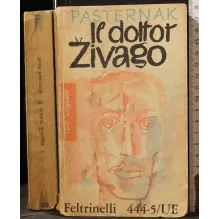 PASTERNAK
Il dottor
Živago
Feltrinelli 444-5/UE